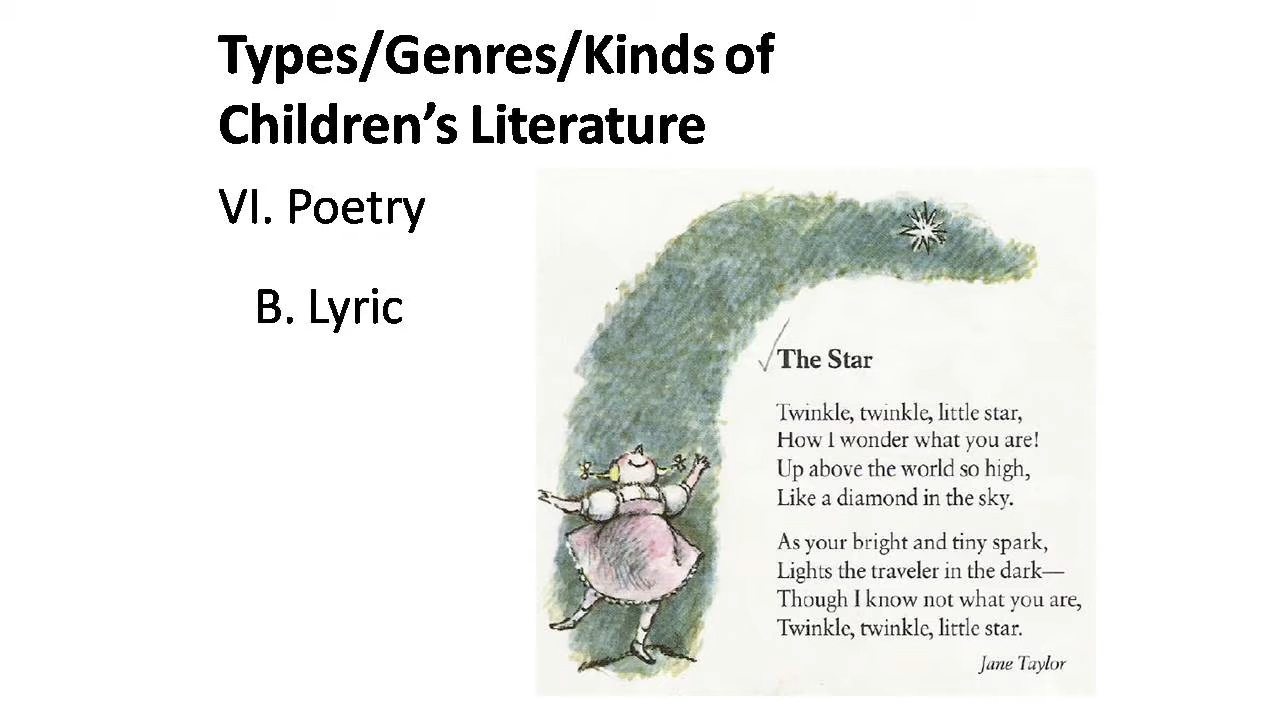 Types/Genres/Kinds of
Children's Literature
VI. Poetry
B. Lyric
The Star
Twinkle, twinkle, little star,
How I wonder what you are!
Up above the world so high,
Like a diamond in the sky.
As your bright and tiny spark,
Lights the traveler in the dark—
Though I know not what you are,
Twinkle, twinkle, little star.
Jane Taylor